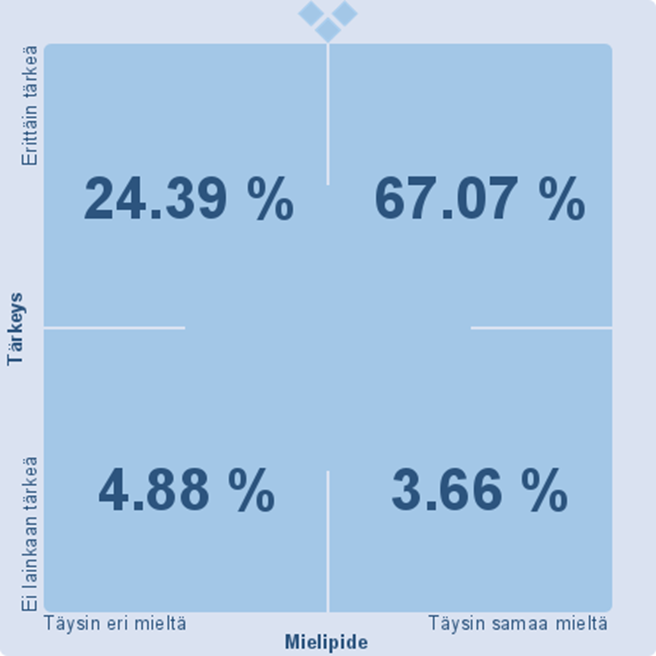 Erittäin tärkeä
24.39 %
67.07 %
Tärkeys
4.88 %
3.66 %
Ei lainkaan tärkeä
Täysin eri mieltä
Täysin samaa mieltä
Mielipide